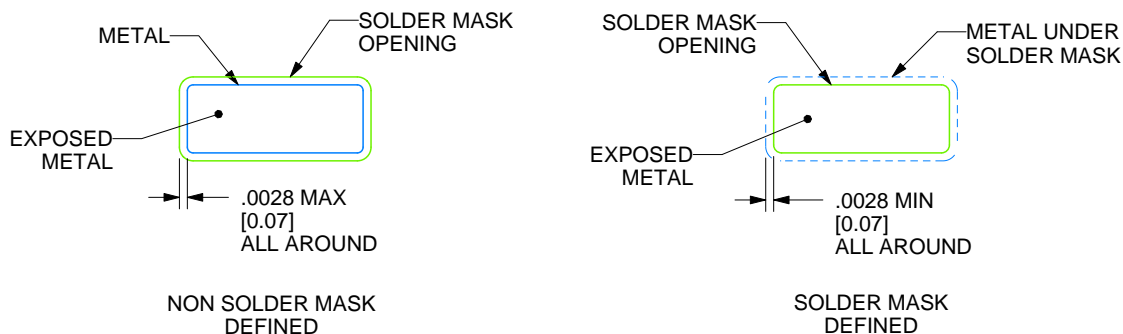 METAL
SOLDER MASK
OPENING
EXPOSED
METAL
.0028 MAX
[0.07]
ALL AROUND
NON SOLDER MASK
DEFINED
SOLDER MASK
OPENING
METAL UNDER
SOLDER MASK
EXPOSED
METAL
.0028 MIN
[0.07]
ALL AROUND
SOLDER MASK
DEFINED